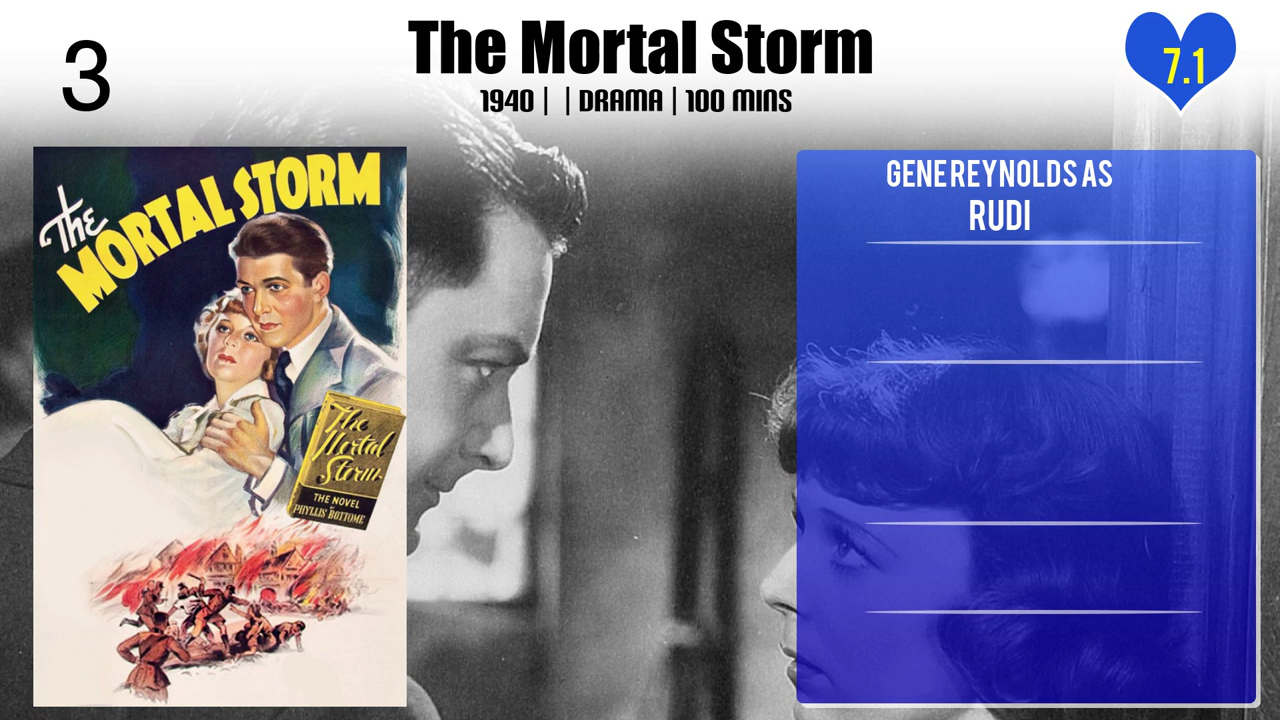 3
The Mortal Storm
1940 | | DRAMA | 100 MINS
7.1
The
MORTAL STORM
The
Mortal
Storm
THE NOVEL
BY
PHYLLIS BOTTOME
GENE REYNOLDS AS
RUDI